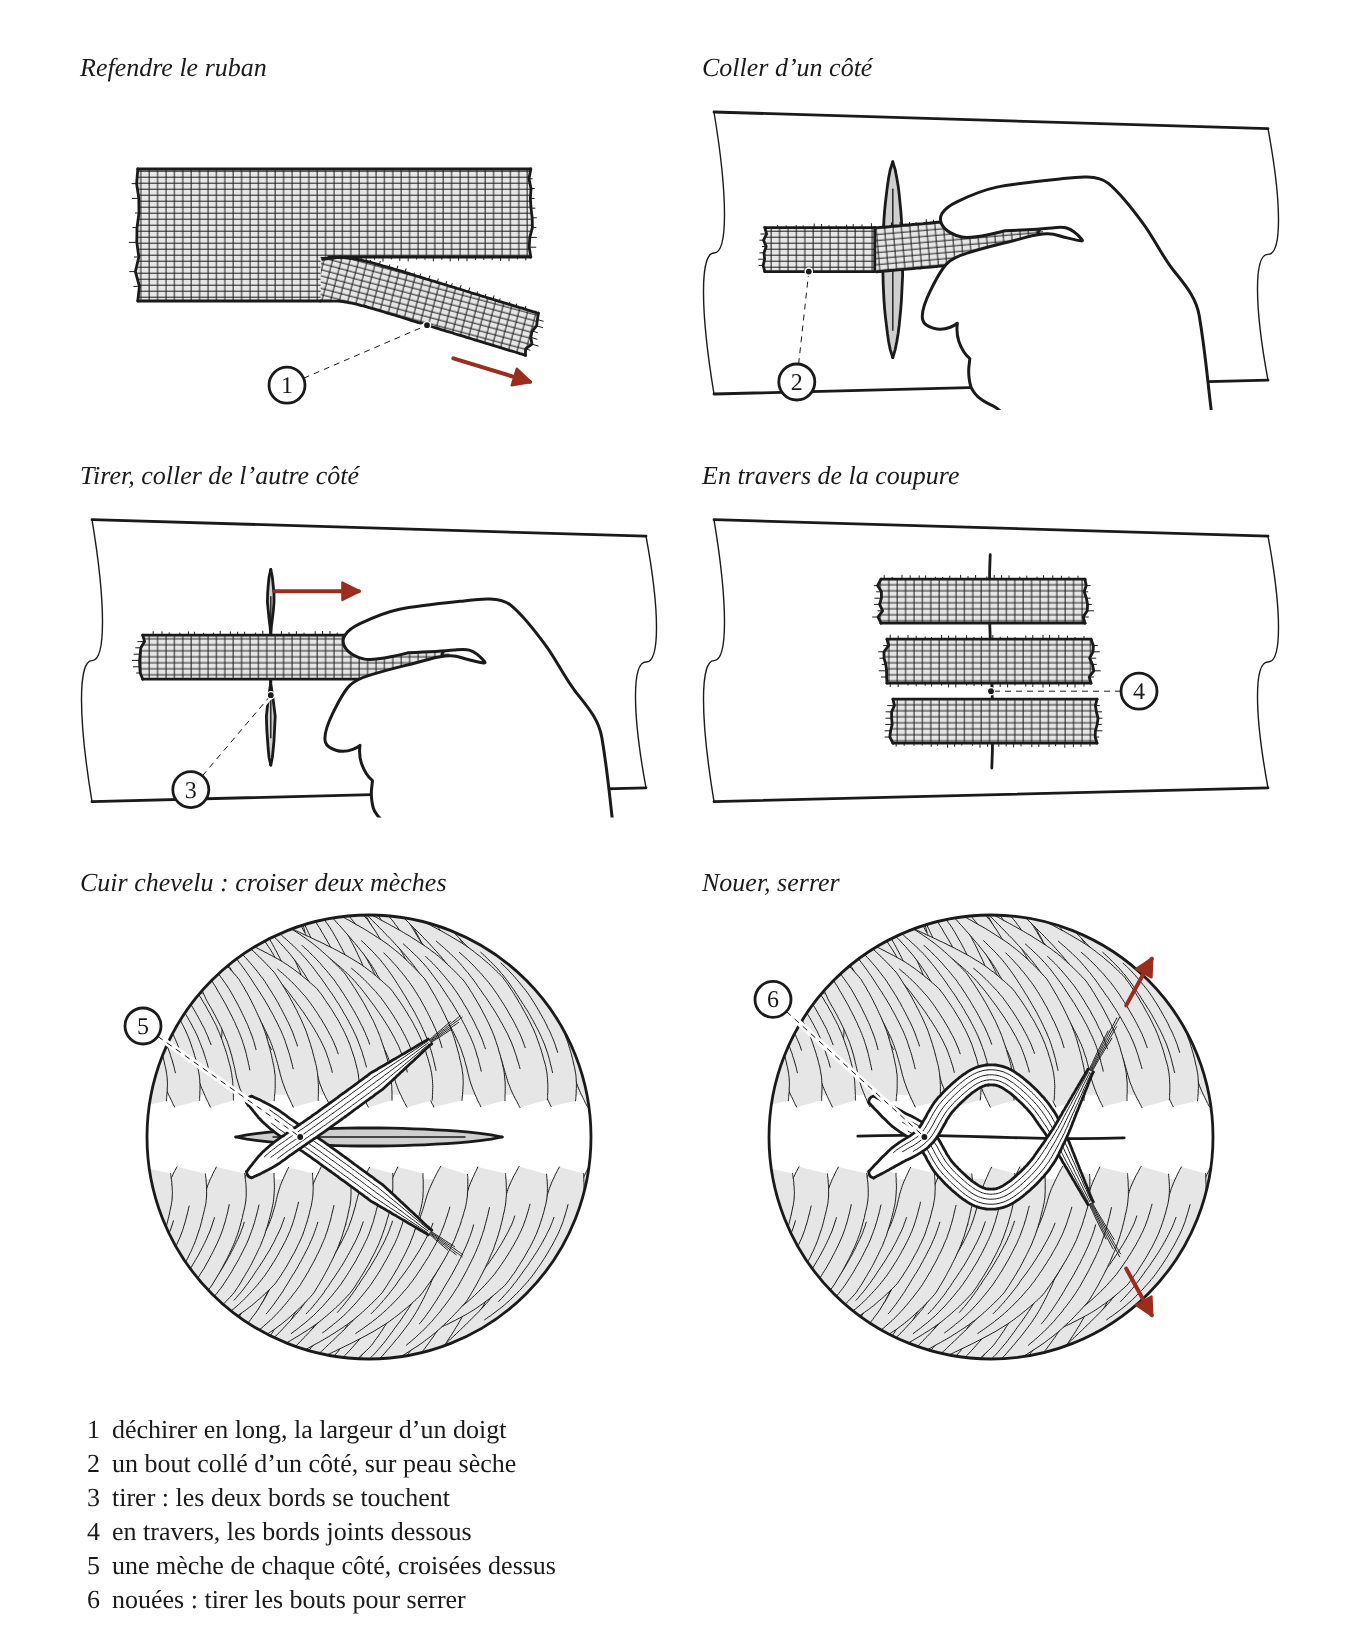 Refendre le ruban
Coller d’un côté
1
2
Tirer, coller de l’autre côté
En travers de la coupure
3
4
Cuir chevelu : croiser deux mèches
Nouer, serrer
5
6
1 déchirer en long, la largeur d’un doigt
2 un bout collé d’un côté, sur peau sèche
3 tirer : les deux bords se touchent
4 en travers, les bords joints dessous
5 une mèche de chaque côté, croisées dessus
6 nouées : tirer les bouts pour serrer